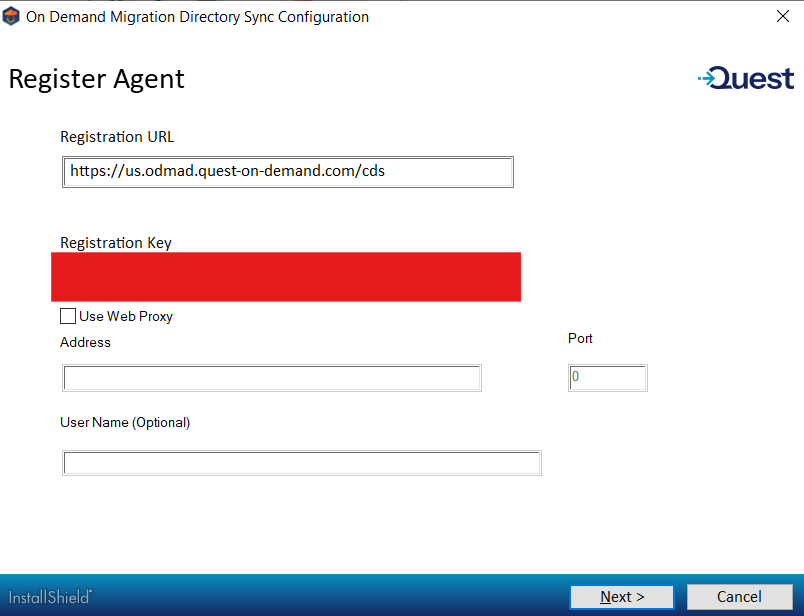 On Demand Migration Directory Sync Configuration
Register Agent
Quest
Registration URL
https://us.odmad.quest-on-demand.com/cds
Registration Key
Use Web Proxy
Address
Port
0
User Name (Optional)
InstallShield
Next >
Cancel